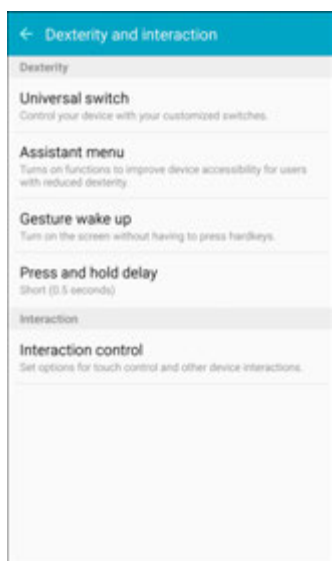 Dexterity and interaction
Dexterity
Universal switch
Control your device with your customized switches.
Assistant menu
Turns on functions to improve device accessibility for users
with reduced dexterity.
Gesture wake up
Turn on the screen without having to press hardkeys.
Press and hold delay
Short (0.5 seconds)
Interaction
Interaction control
Set options for touch control and other device interactions.